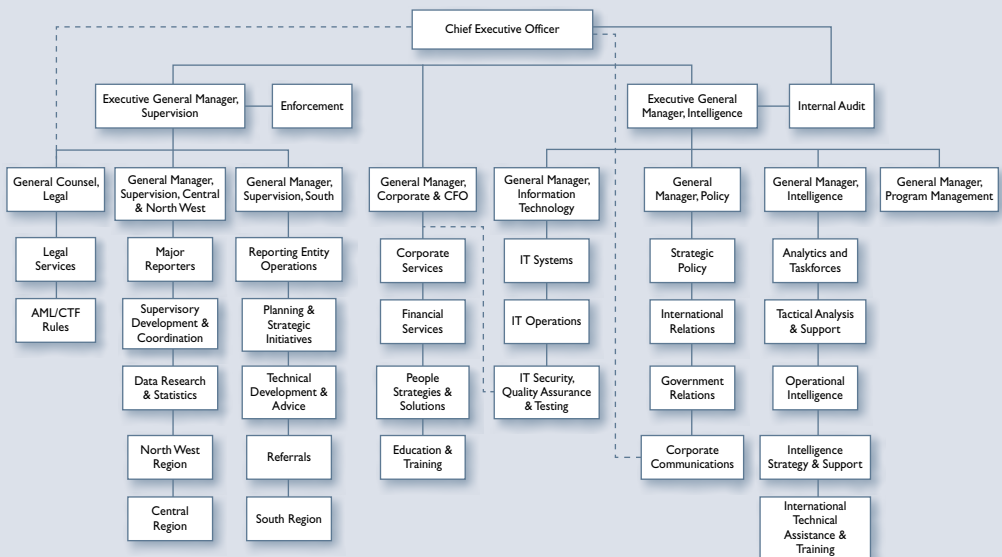 Chief Executive Officer
Executive General Manager,
Supervision
Enforcement
Executive General
Manager, Intelligence
Internal Audit
General Counsel,
Legal
General Manager,
Supervision, Central
& North West
General Manager,
Supervision, South
General Manager,
Corporate & CFO
General Manager,
Information
Technology
General
Manager, Policy
General Manager,
Intelligence
General Manager,
Program Management
Legal
Services
Major
Reporters
Reporting Entity
Operations
Corporate
Services
IT Systems
Strategic
Policy
Analytics and
Taskforces
AML/CTF
Rules
Supervisory
Development &
Coordination
Planning &
Strategic
Initiatives
Financial
Services
IT Operations
International
Relations
Tactical Analysis
& Support
Data Research
& Statistics
Technical
Development &
Advice
People
Strategies &
Solutions
IT Security,
Quality Assurance
& Testing
Government
Relations
Operational
Intelligence
North West
Region
Referrals
Education &
Training
Corporate
Communications
Intelligence
Strategy & Support
Central
Region
South Region
International
Technical
Assistance &
Training